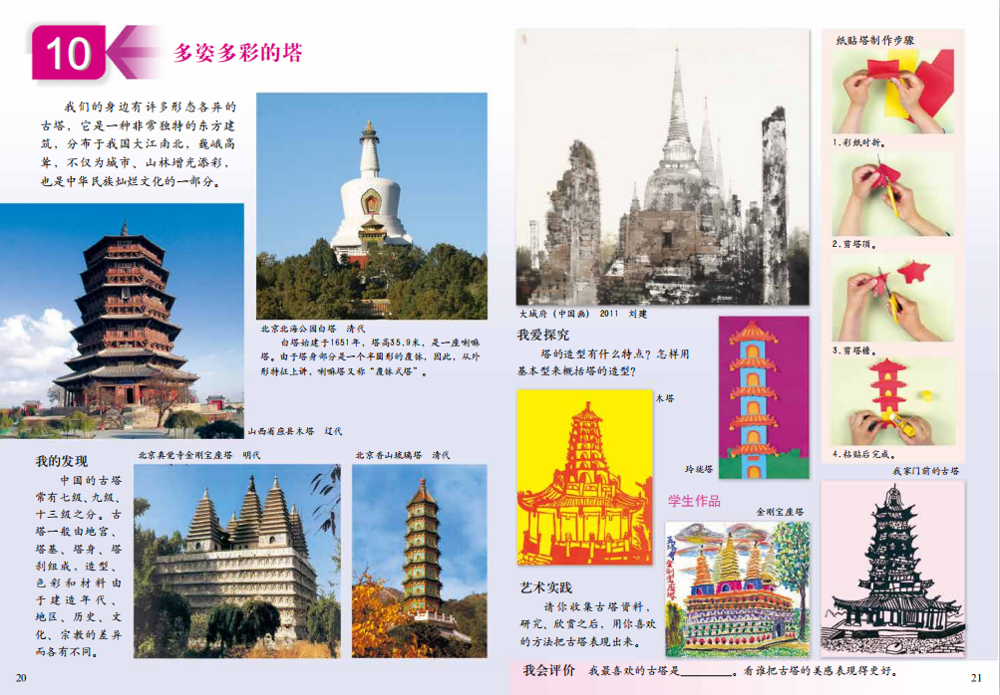 10
多姿多彩的塔
我们的身边有许多形态各异的
古塔，它是一种非常独特的东方建
筑，分布于我国大江南北，巍峨高
耸，不仅为城市、山林增光添彩，
也是中华民族灿烂文化的一部分。
北京北海公园白塔 清代
白塔始建于1651年，塔高35.9米，是一座喇嘛
塔。由于塔身部分是一个半圆形的覆钵，因此，从外
形特征上讲，喇嘛塔又称“覆钵式塔”。
山西省应县木塔 辽代
我的发现
中国的古塔
常有七级、九级、
十三级之分。古
塔一般由地宫、
塔基、塔身、塔
刹组成，造型、
色彩和材料由
于建造年代、
地区、历史、文
化、宗教的差异
而各有不同。
北京真觉寺金刚宝座塔 明代
北京香山琉璃塔 清代
20
大城府（中国画） 2011 刘建
我爱探究
塔的造型有什么特点？怎样用
基本型来概括塔的造型？
木塔
玲珑塔
学生作品
金刚宝座塔
艺术实践
请你收集古塔资料，
研究、欣赏之后，用你喜欢
的方法把古塔表现出来。
纸贴塔制作步骤
1.彩纸对折。
2.剪塔顶。
3.剪塔檐。
4.粘贴后完成。
我家门前的古塔
我会评价 我最喜欢的古塔是________。看谁把古塔的美感表现得更好。
21